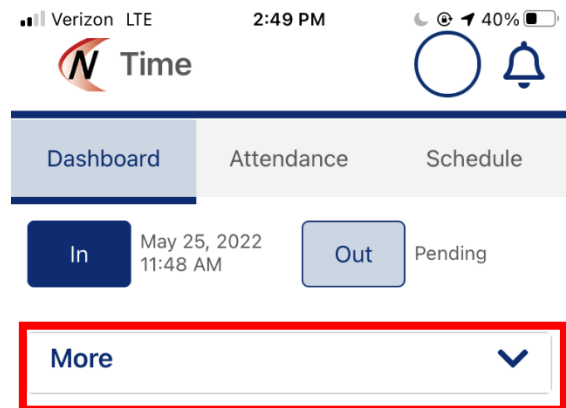 Verizon LTE 2:49 PM 40%
N Time
Dashboard Attendance Schedule
In May 25, 2022 Out Pending
11:48 AM
More